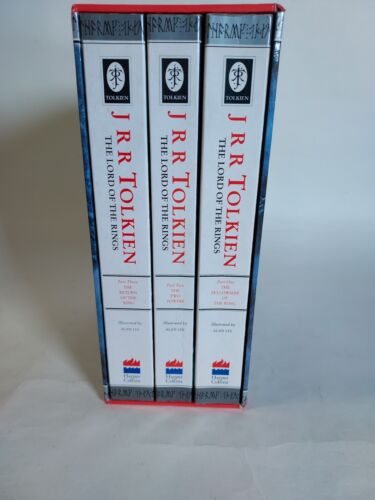 TOLKIEN
J R R TOLKIEN
THE LORD OF THE RINGS
Part Three
THE
RETURN
OF THE
KING
Illustrated by
ALAN LEE
Harper
Collins
TOLKIEN
J R R TOLKIEN
THE LORD OF THE RINGS
Part Two
THE
TWO
TOWERS
Illustrated by
ALAN LEE
Harper
Collins
TOLKIEN
J R R TOLKIEN
THE LORD OF THE RINGS
Part One
THE
FELLOWSHIP
OF
THE RING
Illustrated by
ALAN LEE
Harper
Collins